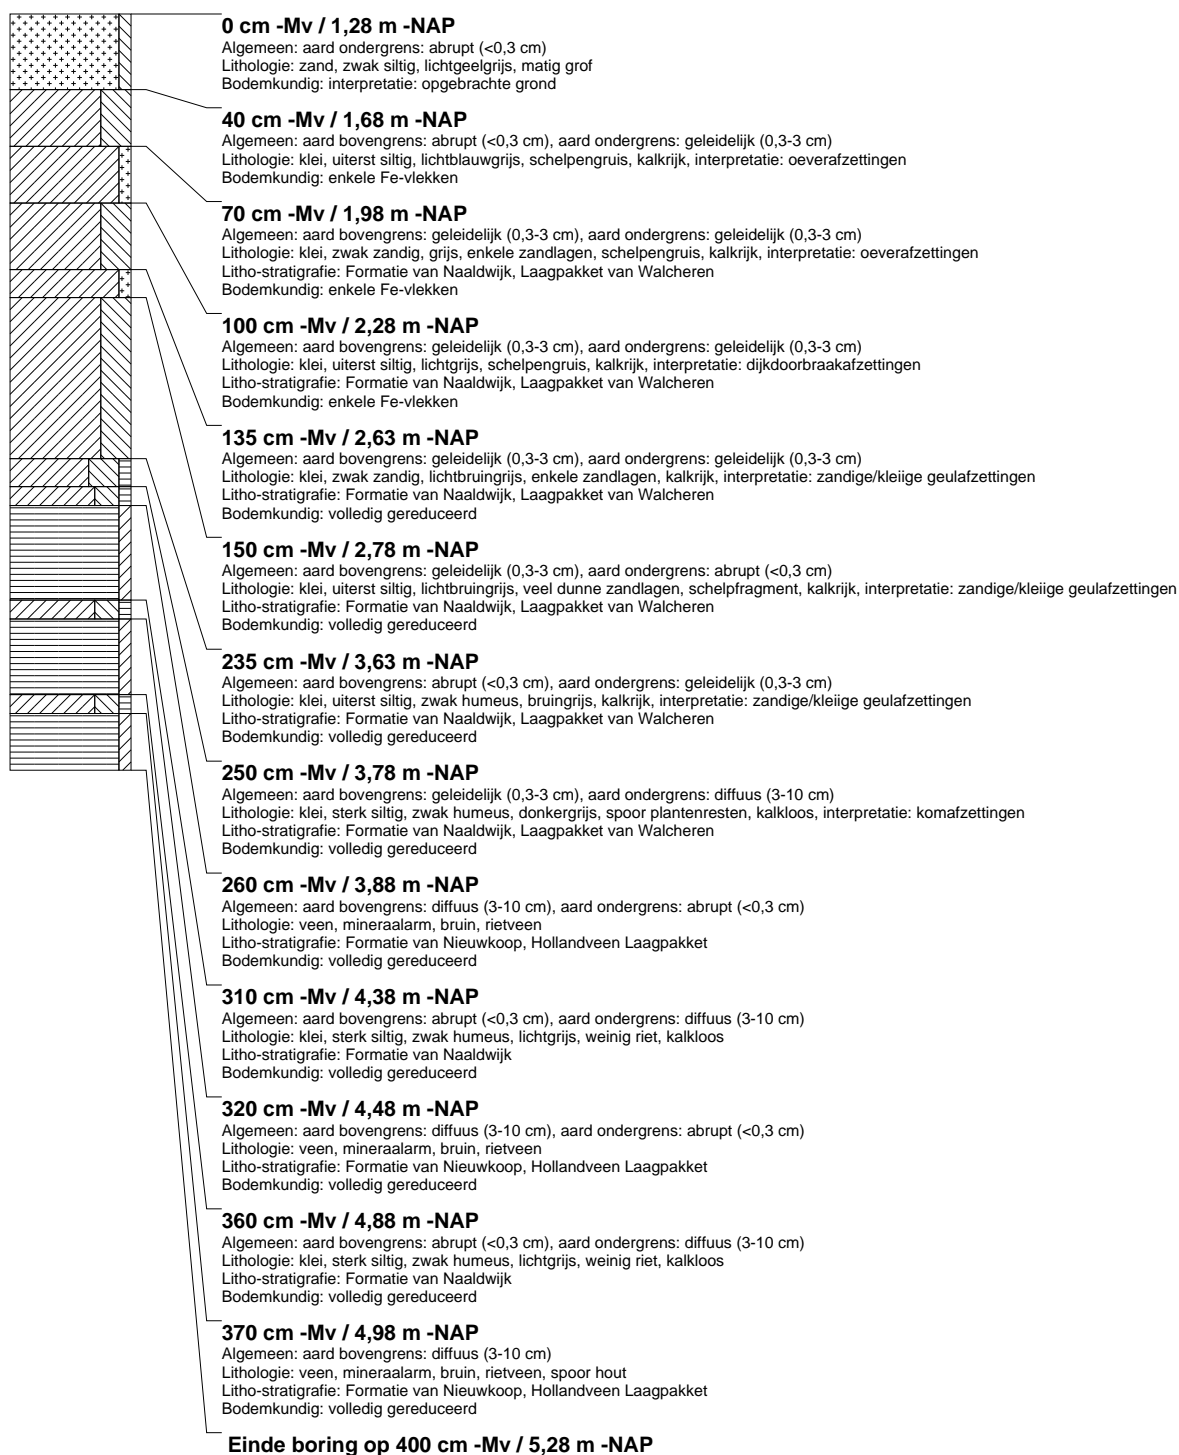 0 cm -Mv / 1,28 m -NAP
Algemeen: aard ondergrens: abrupt (<0,3 cm)
Lithologie: zand, zwak siltig, lichtgeelgrijs, matig grof
Bodemkundig: interpretatie: opgebrachte grond
40 cm -Mv / 1,68 m -NAP
Algemeen: aard bovengrens: abrupt (<0,3 cm), aard ondergrens: geleidelijk (0,3-3 cm)
Lithologie: klei, uiterst siltig, lichtblauwgrijs, schelpengruis, kalkrijk, interpretatie: oeverafzettingen
Bodemkundig: enkele Fe-vlekken
70 cm -Mv / 1,98 m -NAP
Algemeen: aard bovengrens: geleidelijk (0,3-3 cm), aard ondergrens: geleidelijk (0,3-3 cm)
Lithologie: klei, zwak zandig, grijs, enkele zandlagen, schelpengruis, kalkrijk, interpretatie: oeverafzettingen
Litho-stratigrafie: Formatie van Naaldwijk, Laagpakket van Walcheren
Bodemkundig: enkele Fe-vlekken
100 cm -Mv / 2,28 m -NAP
Algemeen: aard bovengrens: geleidelijk (0,3-3 cm), aard ondergrens: geleidelijk (0,3-3 cm)
Lithologie: klei, uiterst siltig, lichtgrijs, schelpengruis, kalkrijk, interpretatie: dijkdoorbraakafzettingen
Litho-stratigrafie: Formatie van Naaldwijk, Laagpakket van Walcheren
Bodemkundig: enkele Fe-vlekken
135 cm -Mv / 2,63 m -NAP
Algemeen: aard bovengrens: geleidelijk (0,3-3 cm), aard ondergrens: geleidelijk (0,3-3 cm)
Lithologie: klei, zwak zandig, lichtbruingrijs, enkele zandlagen, kalkrijk, interpretatie: zandige/kleiige geulafzettingen
Litho-stratigrafie: Formatie van Naaldwijk, Laagpakket van Walcheren
Bodemkundig: volledig gereduceerd
150 cm -Mv / 2,78 m -NAP
Algemeen: aard bovengrens: geleidelijk (0,3-3 cm), aard ondergrens: abrupt (<0,3 cm)
Lithologie: klei, uiterst siltig, lichtbruingrijs, veel dunne zandlagen, schelpfragment, kalkrijk, interpretatie: zandige/kleiige geulafzettingen
Litho-stratigrafie: Formatie van Naaldwijk, Laagpakket van Walcheren
Bodemkundig: volledig gereduceerd
235 cm -Mv / 3,63 m -NAP
Algemeen: aard bovengrens: abrupt (<0,3 cm), aard ondergrens: geleidelijk (0,3-3 cm)
Lithologie: klei, uiterst siltig, zwak humeus, bruingrijs, kalkrijk, interpretatie: zandige/kleiige geulafzettingen
Litho-stratigrafie: Formatie van Naaldwijk, Laagpakket van Walcheren
Bodemkundig: volledig gereduceerd
250 cm -Mv / 3,78 m -NAP
Algemeen: aard bovengrens: geleidelijk (0,3-3 cm), aard ondergrens: diffuus (3-10 cm)
Lithologie: klei, sterk siltig, zwak humeus, donkergrijs, spoor plantenresten, kalkloos, interpretatie: komafzettingen
Litho-stratigrafie: Formatie van Naaldwijk, Laagpakket van Walcheren
Bodemkundig: volledig gereduceerd
260 cm -Mv / 3,88 m -NAP
Algemeen: aard bovengrens: diffuus (3-10 cm), aard ondergrens: abrupt (<0,3 cm)
Lithologie: veen, mineraalarm, bruin, rietveen
Litho-stratigrafie: Formatie van Nieuwkoop, Hollandveen Laagpakket
Bodemkundig: volledig gereduceerd
310 cm -Mv / 4,38 m -NAP
Algemeen: aard bovengrens: abrupt (<0,3 cm), aard ondergrens: diffuus (3-10 cm)
Lithologie: klei, sterk siltig, zwak humeus, lichtgrijs, weinig riet, kalkloos
Litho-stratigrafie: Formatie van Naaldwijk
Bodemkundig: volledig gereduceerd
320 cm -Mv / 4,48 m -NAP
Algemeen: aard bovengrens: diffuus (3-10 cm), aard ondergrens: abrupt (<0,3 cm)
Lithologie: veen, mineraalarm, bruin, rietveen
Litho-stratigrafie: Formatie van Nieuwkoop, Hollandveen Laagpakket
Bodemkundig: volledig gereduceerd
360 cm -Mv / 4,88 m -NAP
Algemeen: aard bovengrens: abrupt (<0,3 cm), aard ondergrens: diffuus (3-10 cm)
Lithologie: klei, sterk siltig, zwak humeus, lichtgrijs, weinig riet, kalkloos
Litho-stratigrafie: Formatie van Naaldwijk
Bodemkundig: volledig gereduceerd
370 cm -Mv / 4,98 m -NAP
Algemeen: aard bovengrens: diffuus (3-10 cm)
Lithologie: veen, mineraalarm, bruin, rietveen, spoor hout
Litho-stratigrafie: Formatie van Nieuwkoop, Hollandveen Laagpakket
Bodemkundig: volledig gereduceerd
Einde boring op 400 cm -Mv / 5,28 m -NAP